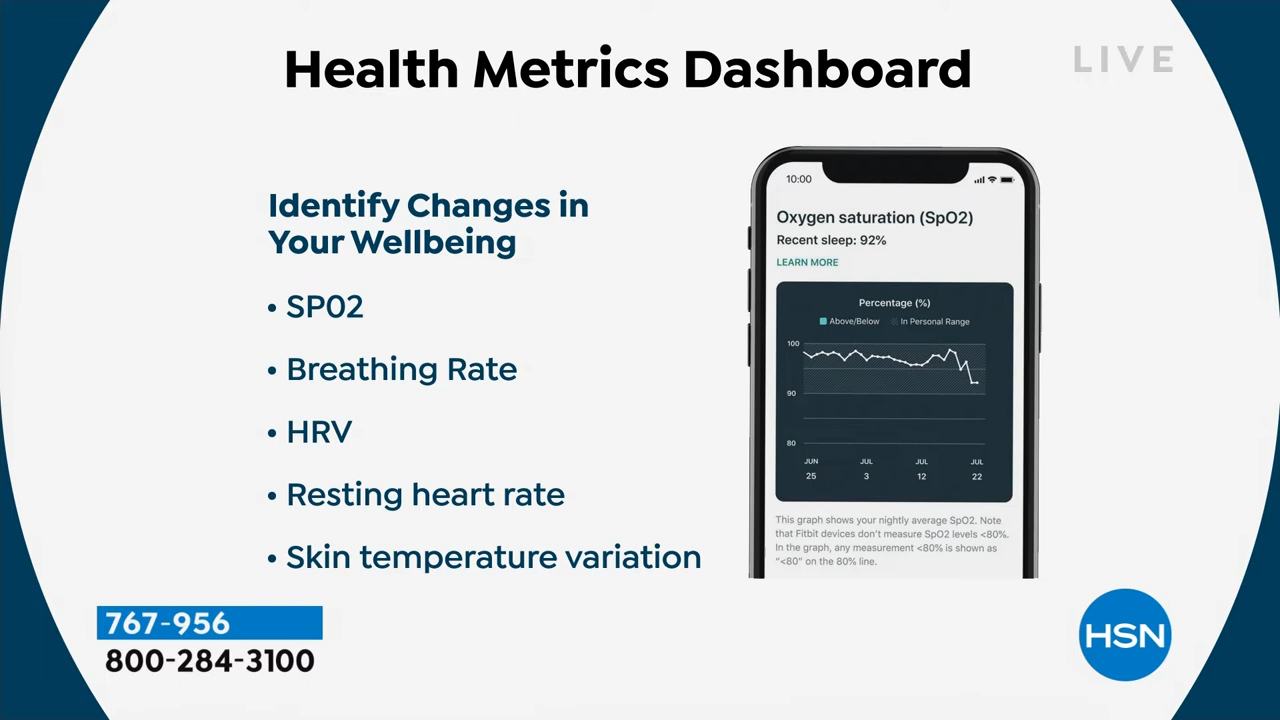 Health Metrics Dashboard
LIVE
Identify Changes in
Your Wellbeing
• SP02
• Breathing Rate
• HRV
• Resting heart rate
• Skin temperature variation
10:00
Oxygen saturation (SpO2)
Recent sleep: 92%
LEARN MORE
Percentage (%)
Above/Below In Personal Range
100
90
80
JUN JUL JUL JUL
25 3 12 22
This graph shows your nightly average SpO2. Note
that Fitbit devices don't measure SpO2 levels <80%.
In the graph, any measurement <80% is shown as
"<80" on the 80% line.
767-956
800-284-3100
HSN